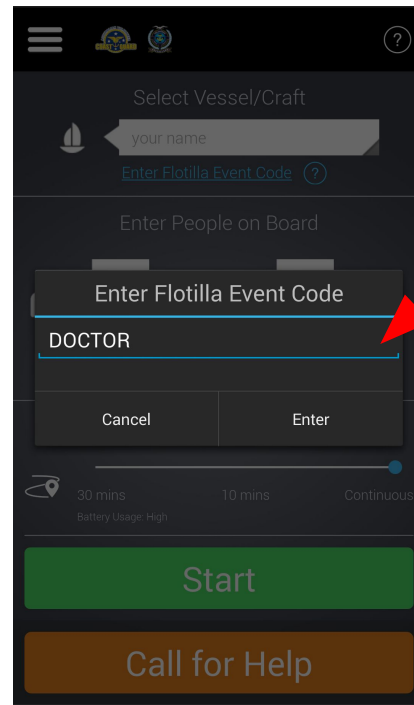 ?
Select Vessel/Craft
your name
Enter Flotilla Event Code ?
Enter People on Board
Enter Flotilla Event Code
DOCTOR
Cancel Enter
30 mins 10 mins Continuous
Battery Usage: High
Start
Call for Help